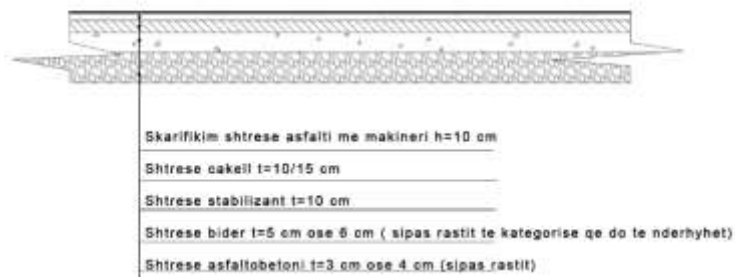 Skarifikim shtrese asfalti me makineri h=10 cm
Shtrese cakell t=10/15 cm
Shtrese stabilizant t=10 cm
Shtrese bider t=5 cm ose 6 cm ( sipas rastit te kategorise qe do te nderhyhet)
Shtrese asfaltobetoni t=3 cm ose 4 cm (sipas rastit)